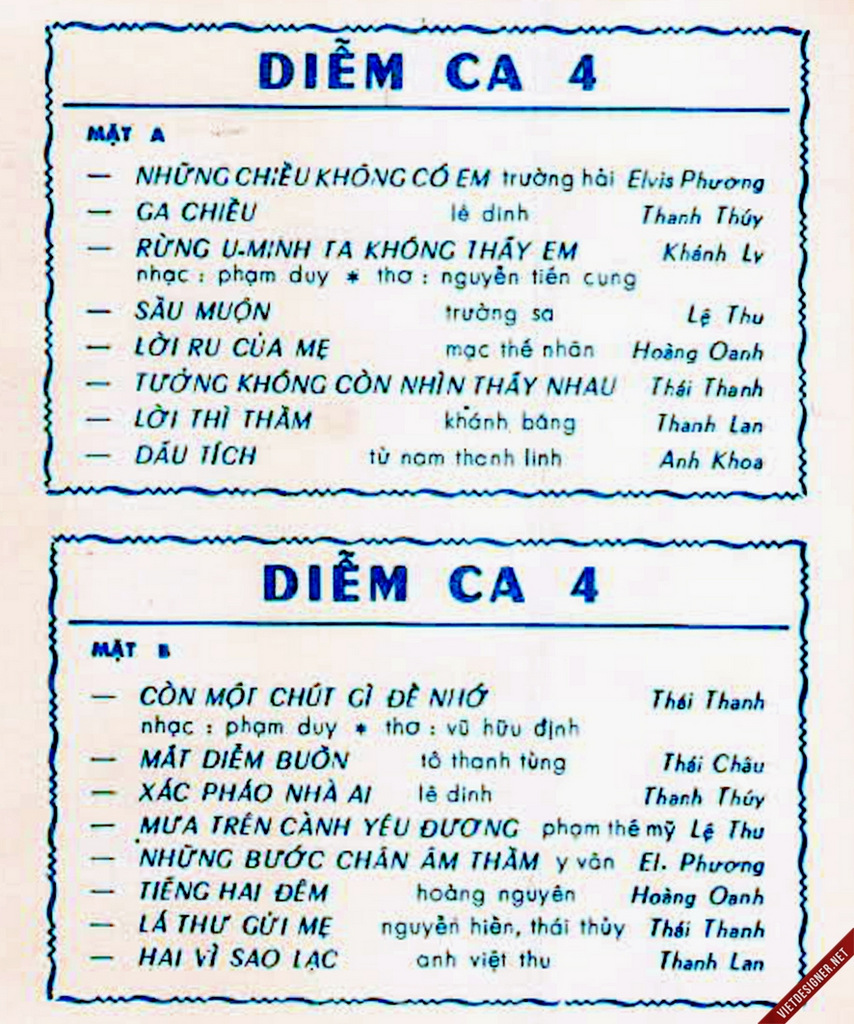 DIỄM CA 4
MẶT A
— NHỮNG CHIỀU KHÔNG CÓ EM trường hải Elvis Phương
— GA CHIỀU lê dinh Thanh Thúy
— RỪNG U-MINH TA KHÔNG THẤY EM Khánh Ly
nhạc : phạm duy * thơ : nguyễn tiến cung
— SẦU MUỘN trường sa Lệ Thu
— LỜI RU CỦA MẸ mạc thế nhân Hoàng Oanh
— TƯỞNG KHÔNG CÒN NHÌN THẤY NHAU Thái Thanh
— LỜI THÌ THẦM khánh băng Thanh Lan
— DẤU TÍCH từ nam thanh linh Anh Khoa
DIỄM CA 4
MẶT B
— CÒN MỘT CHÚT GÌ ĐỂ NHỚ Thái Thanh
nhạc : phạm duy * thơ : vũ hữu định
— MẮT DIỄM BUỒN tô thanh tùng Thái Châu
— XÁC PHÁO NHÀ AI lê dinh Thanh Thúy
— MƯA TRÊN CÀNH YÊU ĐƯƠNG phạm thế mỹ Lệ Thu
— NHỮNG BƯỚC CHÂN ÂM THẦM y vân El. Phương
— TIẾNG HAI ĐÊM hoàng nguyên Hoàng Oanh
— LÁ THƯ GỬI MẸ nguyễn hiền, thái thủy Thái Thanh
— HAI VÌ SAO LẠC anh việt thu Thanh Lan
VIETDESIGNER.NET